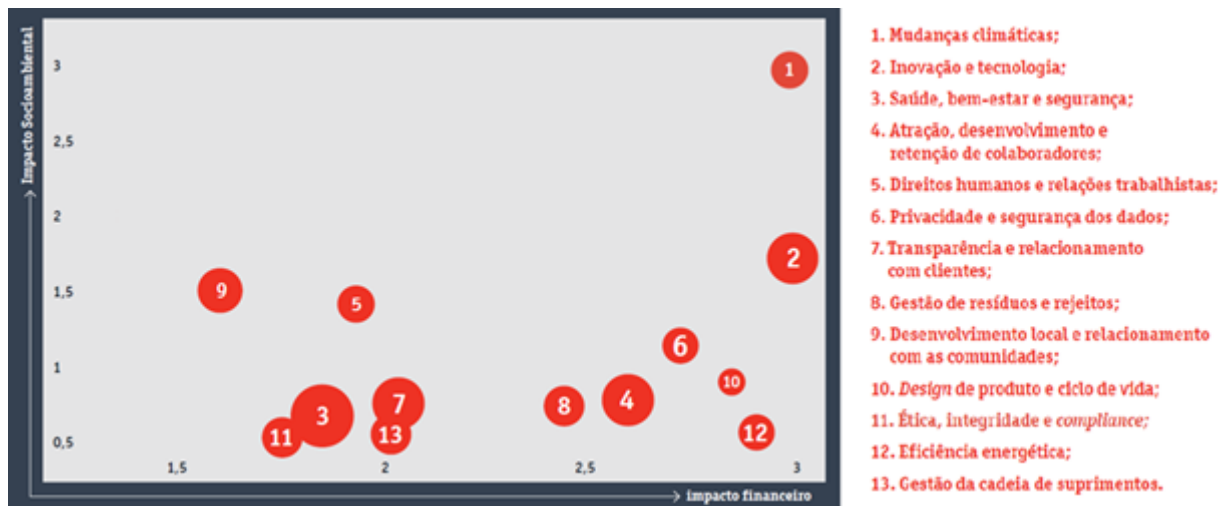 Impacto Socioambiental
3
2,5
2
1,5
1
0,5
1,5
2
2,5
3
impacto financeiro
1
2
9
5
6
10
3
7
4
8
11
13
12
1. Mudanças climáticas;
2. Inovação e tecnologia;
3. Saúde, bem-estar e segurança;
4. Atração, desenvolvimento e
retenção de colaboradores;
5. Direitos humanos e relações trabalhistas;
6. Privacidade e segurança dos dados;
7. Transparência e relacionamento
com clientes;
8. Gestão de resíduos e rejeitos;
9. Desenvolvimento local e relacionamento
com as comunidades;
10. Design de produto e ciclo de vida;
11. Ética, integridade e compliance;
12. Eficiência energética;
13. Gestão da cadeia de suprimentos.